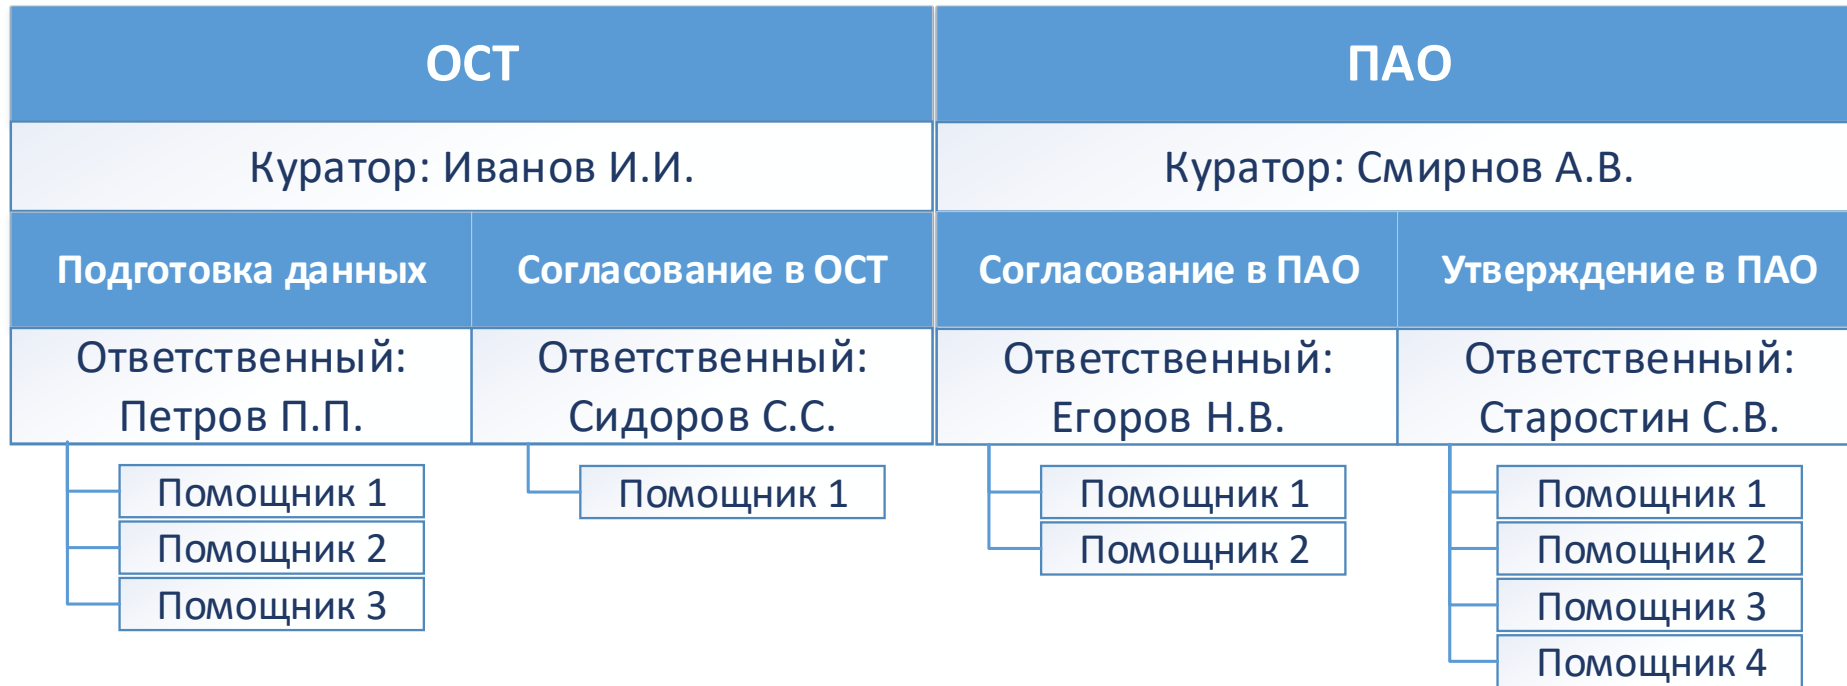 ОСТ
ПАО
Куратор: Иванов И.И.
Куратор: Смирнов А.В.
Подготовка данных
Согласование в ОСТ
Согласование в ПАО
Утверждение в ПАО
Ответственный:
Петров П.П.
Ответственный:
Сидоров С.С.
Ответственный:
Егоров Н.В.
Ответственный:
Старостин С.В.
Помощник 1
Помощник 2
Помощник 3
Помощник 1
Помощник 1
Помощник 2
Помощник 1
Помощник 2
Помощник 3
Помощник 4